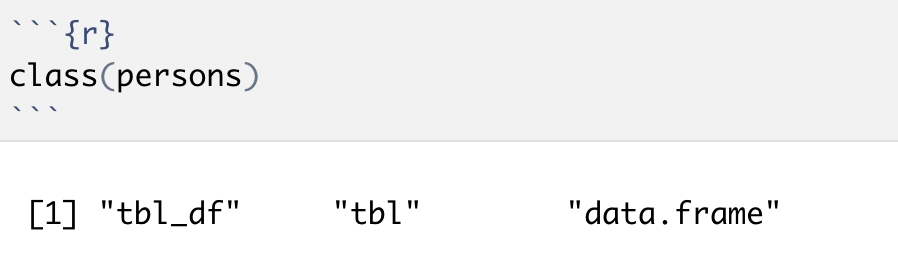 ```{r}
class(persons)
```
[1] "tbl_df"     "tbl"        "data.frame"